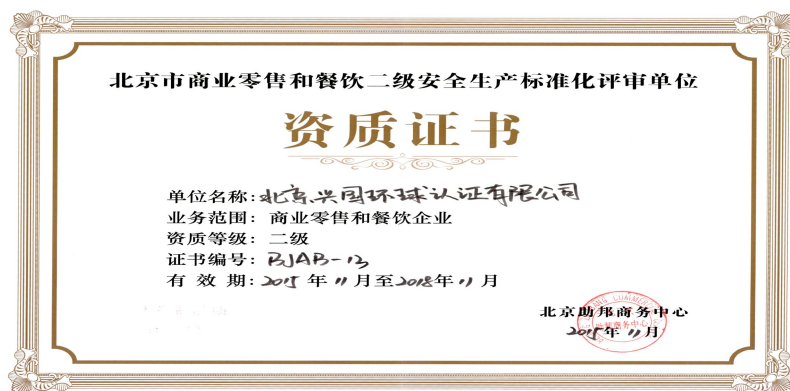 北京市商业零售和餐饮二级安全生产标准化评审单位
资质证书
单位名称:北京兴国环球认证有限公司
业务范围: 商业零售和餐饮企业
资质等级: 二级
证书编号: BJAB-13
有 效 期: 2015 年 11 月至 2018 年 11 月
北京助邦商务中心
2015年 11 月